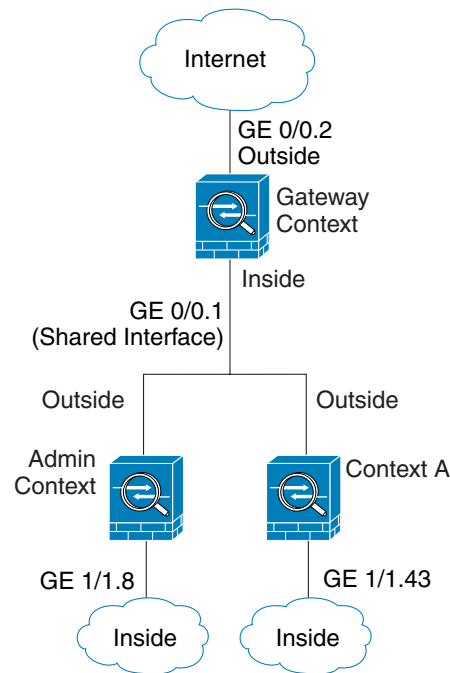 Internet
GE 0/0.2
Outside
Gateway
Context
Inside
GE 0/0.1
(Shared Interface)
Outside
Outside
Admin
Context
Context A
GE 1/1.8
GE 1/1.43
Inside
Inside